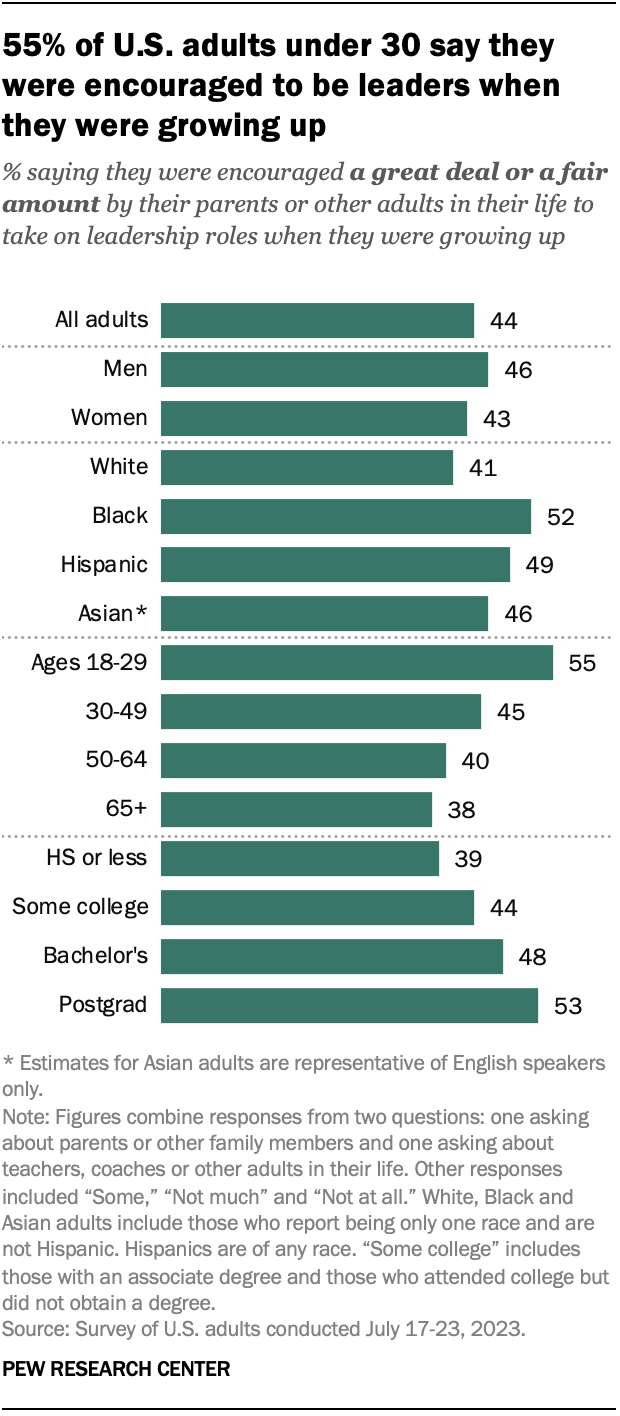 55% of U.S. adults under 30 say they
were encouraged to be leaders when
they were growing up
% saying they were encouraged a great deal or a fair
amount by their parents or other adults in their life to
take on leadership roles when they were growing up
All adults 44
Men 46
Women 43
White 41
Black 52
Hispanic 49
Asian* 46
Ages 18-29 55
30-49 45
50-64 40
65+ 38
HS or less 39
Some college 44
Bachelor's 48
Postgrad 53
* Estimates for Asian adults are representative of English speakers
only.
Note: Figures combine responses from two questions: one asking
about parents or other family members and one asking about
teachers, coaches or other adults in their life. Other responses
included “Some,” “Not much” and “Not at all.” White, Black and
Asian adults include those who report being only one race and are
not Hispanic. Hispanics are of any race. “Some college” includes
those with an associate degree and those who attended college but
did not obtain a degree.
Source: Survey of U.S. adults conducted July 17-23, 2023.
PEW RESEARCH CENTER